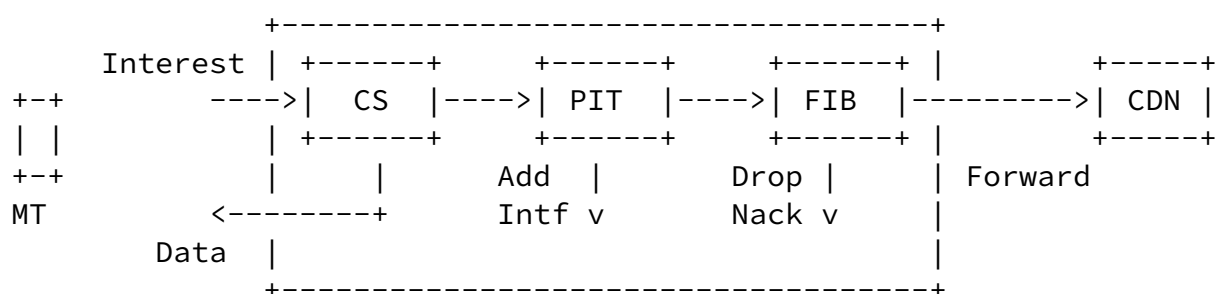 Interest
CS PIT FIB CDN
Add Drop Forward
MT Intf v Nack v
Data